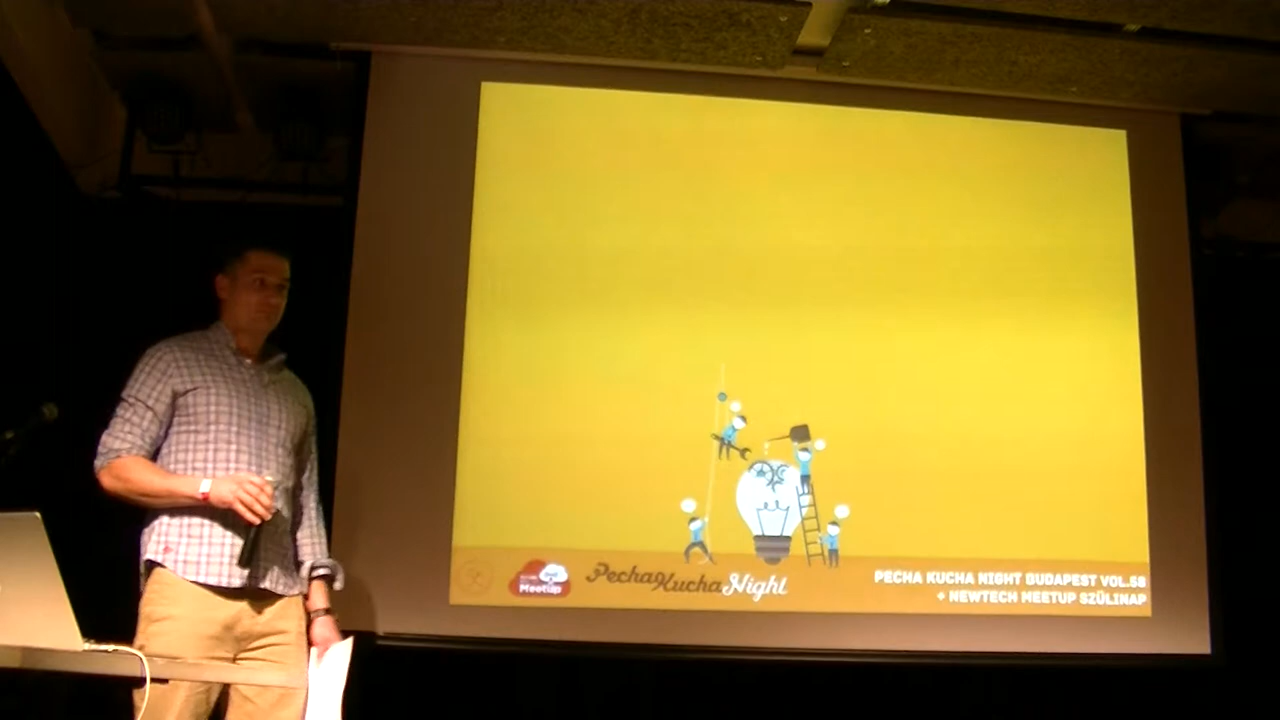 Meetup
PechaKuchaNight
PECHA KUCHA NIGHT BUDAPEST VOL.58
+ NEWTECH MEETUP SZÜLINAP